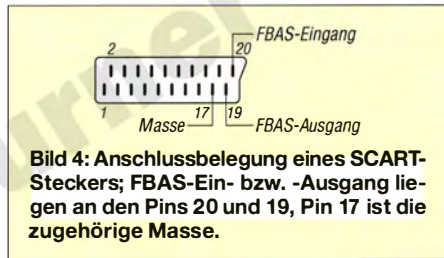 FBAS-Eingang
2 20
1 17 19
Masse FBAS-Ausgang
Bild 4: Anschlussbelegung eines SCART-
Steckers; FBAS-Ein- bzw. -Ausgang lie-
gen an den Pins 20 und 19, Pin 17 ist die
zugehörige Masse.